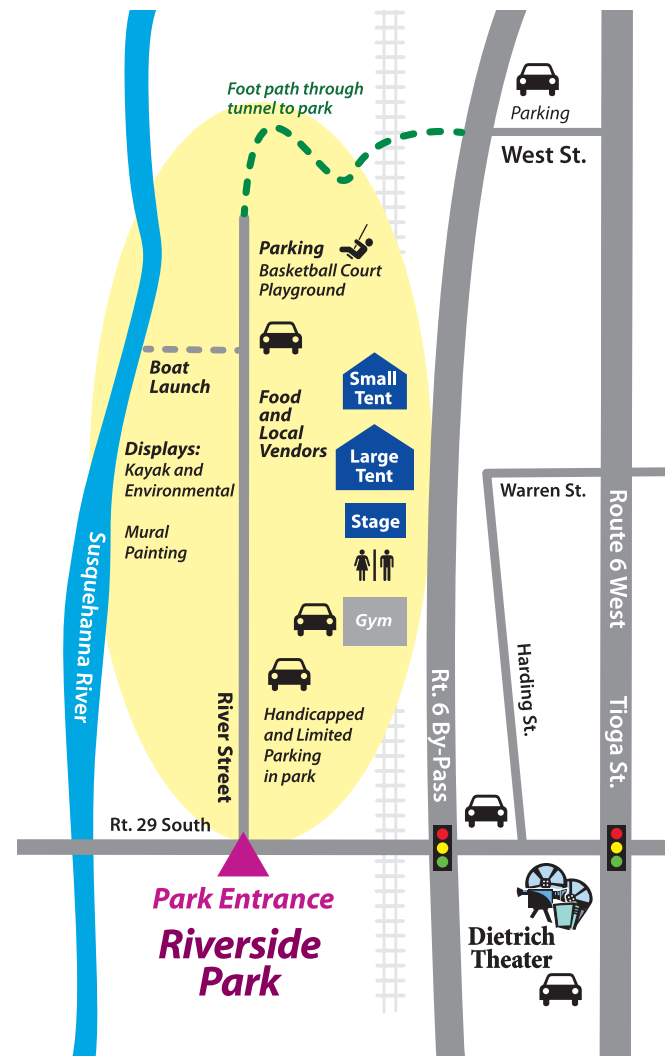 Foot path through
tunnel to park
Parking
West St.
Parking
Basketball Court
Playground
Boat
Launch
Small
Tent
Food
and
Local
Vendors
Displays:
Kayak and
Environmental
Large
Tent
Warren St.
Stage
Mural
Painting
Susquehanna River
Route 6 West
Gym
Harding St.
River Street
Rt. 6 By-Pass
Tioga St.
Handicapped
and Limited
Parking
in park
Rt. 29 South
Park Entrance
Riverside
Park
Dietrich
Theater